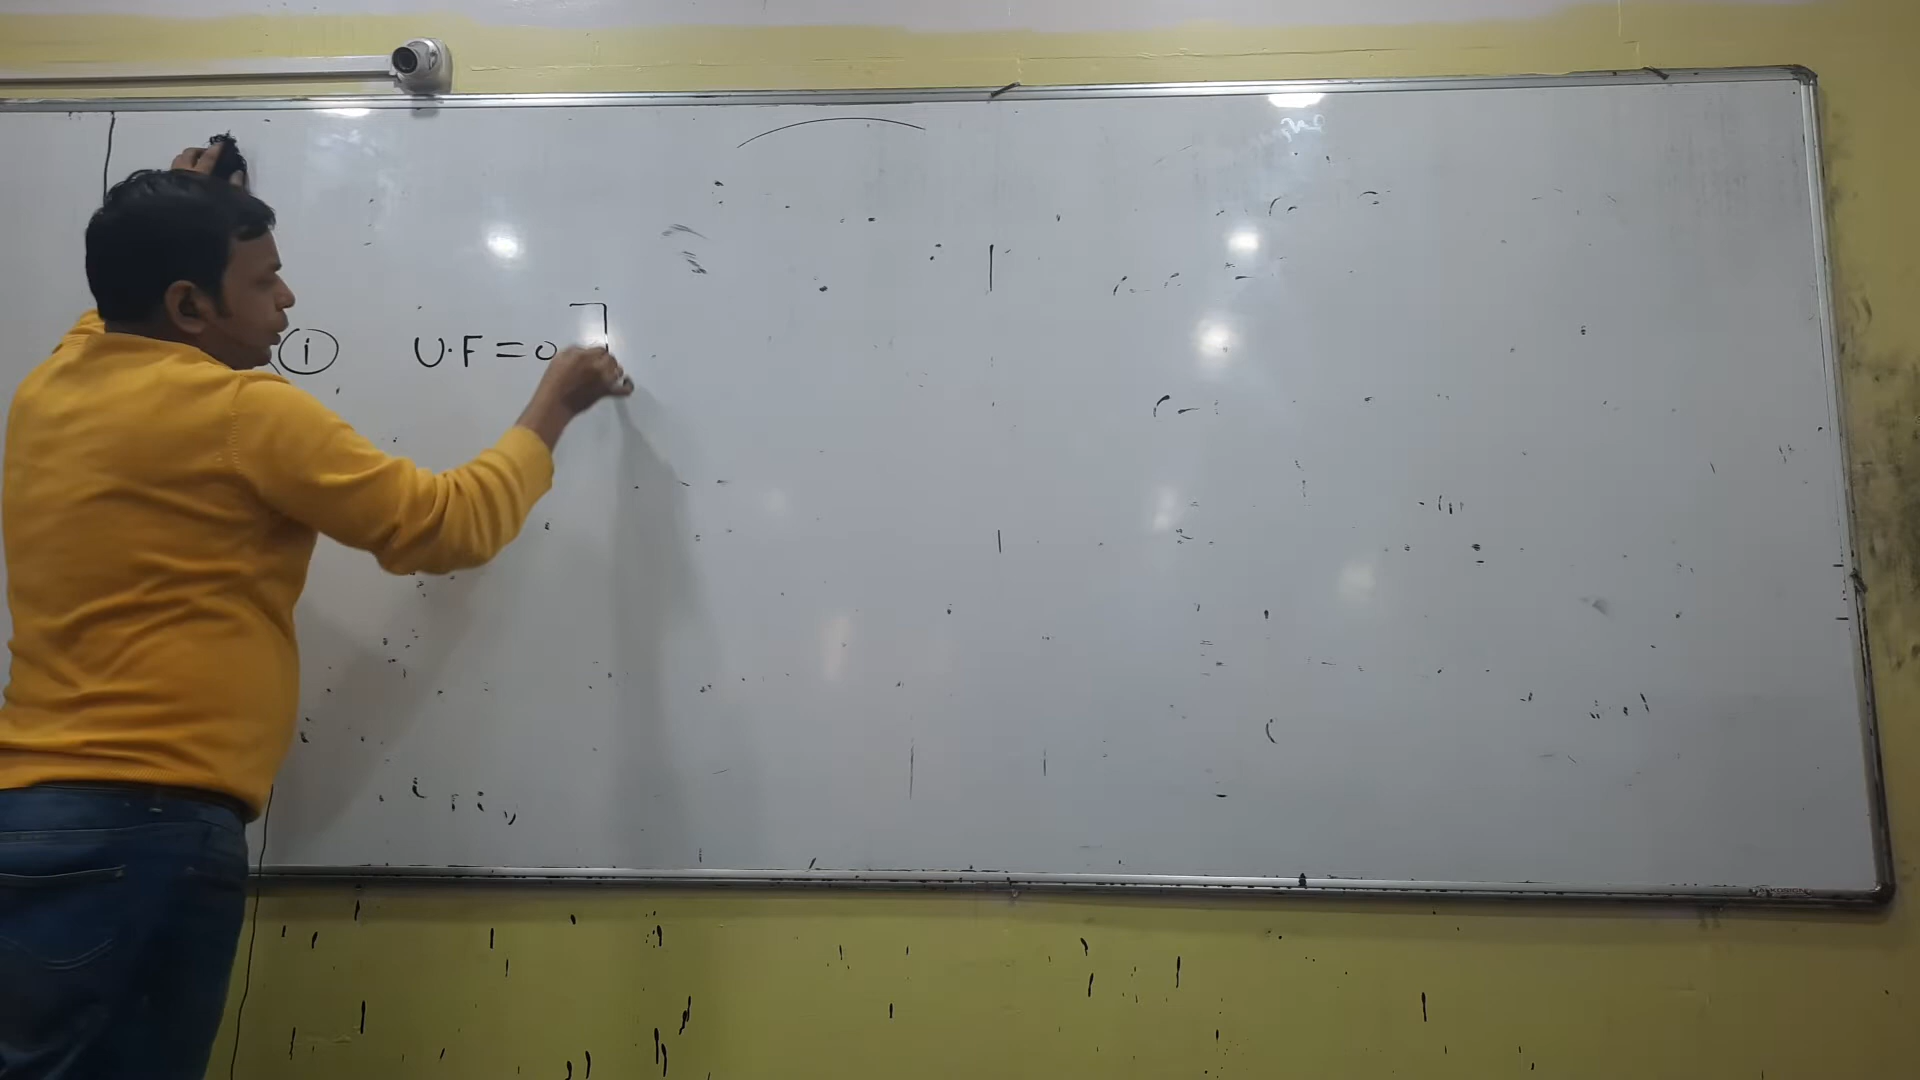 (i) U.F = 0 ]